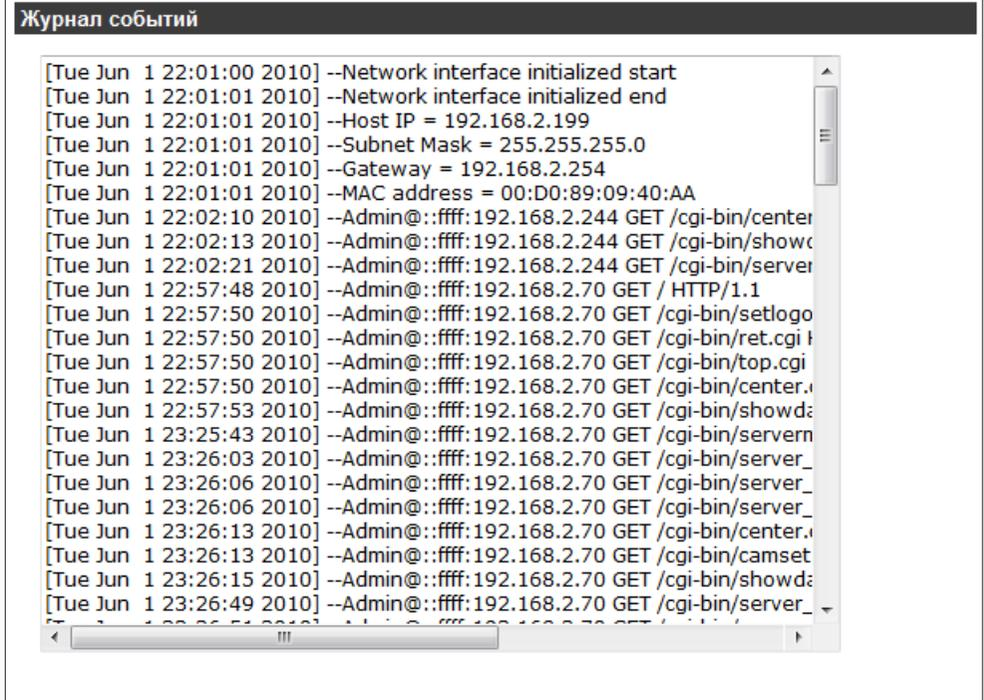 Журнал событий
[Tue Jun  1 22:01:00 2010] --Network interface initialized start
[Tue Jun  1 22:01:01 2010] --Network interface initialized end
[Tue Jun  1 22:01:01 2010] --Host IP = 192.168.2.199
[Tue Jun  1 22:01:01 2010] --Subnet Mask = 255.255.255.0
[Tue Jun  1 22:01:01 2010] --Gateway = 192.168.2.254
[Tue Jun  1 22:01:01 2010] --MAC address = 00:D0:89:09:40:AA
[Tue Jun  1 22:02:10 2010] --Admin@::ffff:192.168.2.244 GET /cgi-bin/center
[Tue Jun  1 22:02:13 2010] --Admin@::ffff:192.168.2.244 GET /cgi-bin/showd
[Tue Jun  1 22:02:21 2010] --Admin@::ffff:192.168.2.244 GET /cgi-bin/server
[Tue Jun  1 22:57:48 2010] --Admin@::ffff:192.168.2.70 GET / HTTP/1.1
[Tue Jun  1 22:57:50 2010] --Admin@::ffff:192.168.2.70 GET /cgi-bin/setlogo
[Tue Jun  1 22:57:50 2010] --Admin@::ffff:192.168.2.70 GET /cgi-bin/ret.cgi
[Tue Jun  1 22:57:50 2010] --Admin@::ffff:192.168.2.70 GET /cgi-bin/top.cgi
[Tue Jun  1 22:57:50 2010] --Admin@::ffff:192.168.2.70 GET /cgi-bin/center.
[Tue Jun  1 22:57:53 2010] --Admin@::ffff:192.168.2.70 GET /cgi-bin/showda
[Tue Jun  1 23:25:43 2010] --Admin@::ffff:192.168.2.70 GET /cgi-bin/server
[Tue Jun  1 23:26:03 2010] --Admin@::ffff:192.168.2.70 GET /cgi-bin/server_
[Tue Jun  1 23:26:06 2010] --Admin@::ffff:192.168.2.70 GET /cgi-bin/server_
[Tue Jun  1 23:26:06 2010] --Admin@::ffff:192.168.2.70 GET /cgi-bin/server_
[Tue Jun  1 23:26:13 2010] --Admin@::ffff:192.168.2.70 GET /cgi-bin/center.
[Tue Jun  1 23:26:13 2010] --Admin@::ffff:192.168.2.70 GET /cgi-bin/camset
[Tue Jun  1 23:26:15 2010] --Admin@::ffff:192.168.2.70 GET /cgi-bin/showda
[Tue Jun  1 23:26:49 2010] --Admin@::ffff:192.168.2.70 GET /cgi-bin/server_